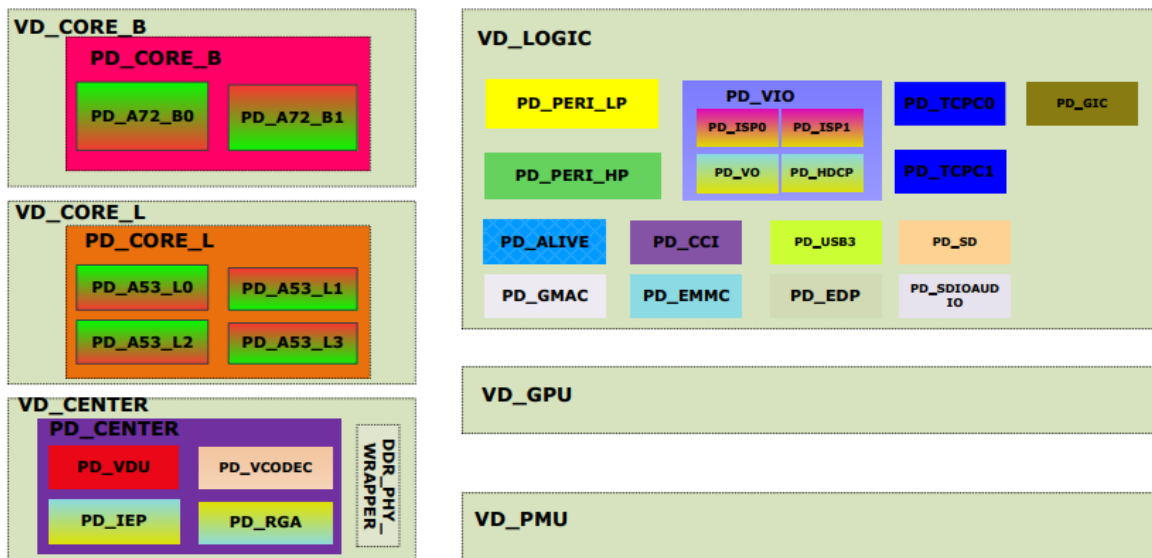 VD_CORE_B
PD_CORE_B
PD_A72_B0
PD_A72_B1
VD_CORE_L
PD_CORE_L
PD_A53_L0
PD_A53_L1
PD_A53_L2
PD_A53_L3
VD_CENTER
PD_CENTER
PD_VDU
PD_VCODEC
PD_IEP
PD_RGA
DDR_PHY_
WRAPPER
VD_LOGIC
PD_PERI_LP
PD_VIO
PD_ISP0
PD_ISP1
PD_VO
PD_HDCP
PD_TCPC0
PD_GIC
PD_PERI_HP
PD_TCPC1
PD_ALIVE
PD_CCI
PD_USB3
PD_SD
PD_GMAC
PD_EMMC
PD_EDP
PD_SDIOAUD
IO
VD_GPU
VD_PMU